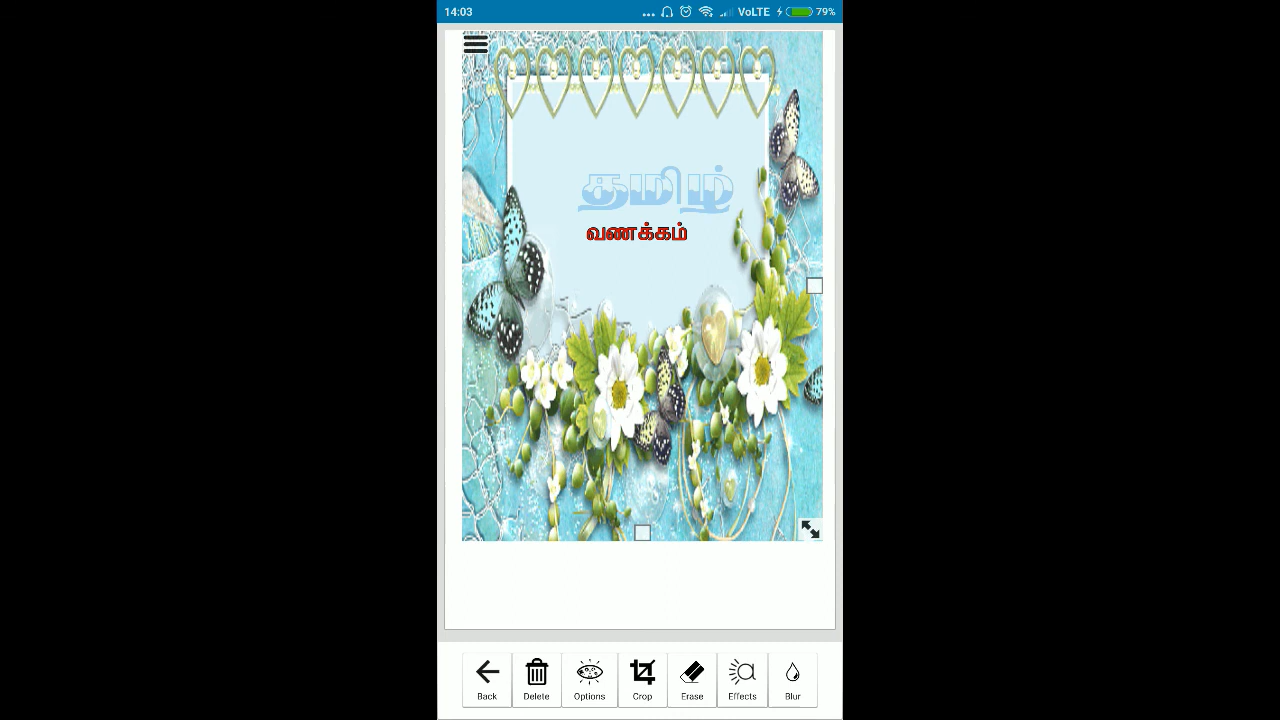 14:03 ... VoLTE 79%
தமிழ்
வணக்கம்
Back Delete Options Crop Erase Effects Blur